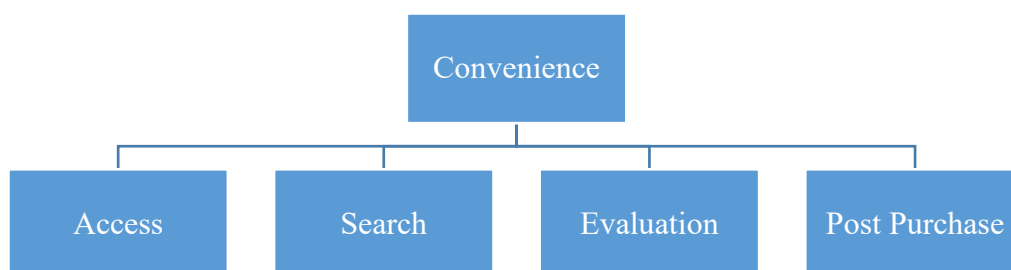 Convenience
Access
Search
Evaluation
Post Purchase